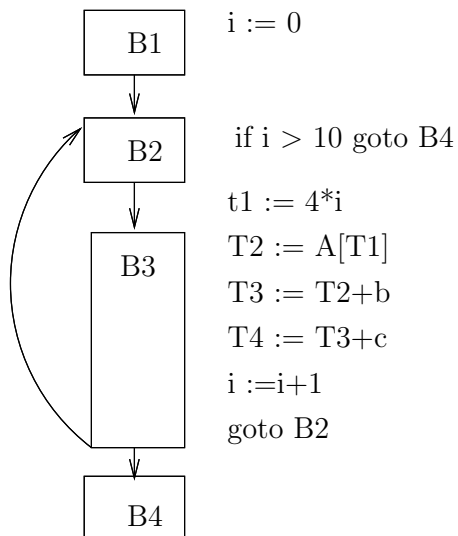 B1 i := 0
B2 if i > 10 goto B4
t1 := 4*i
T2 := A[T1]
B3
T3 := T2+b
T4 := T3+c
i :=i+1
goto B2
B4